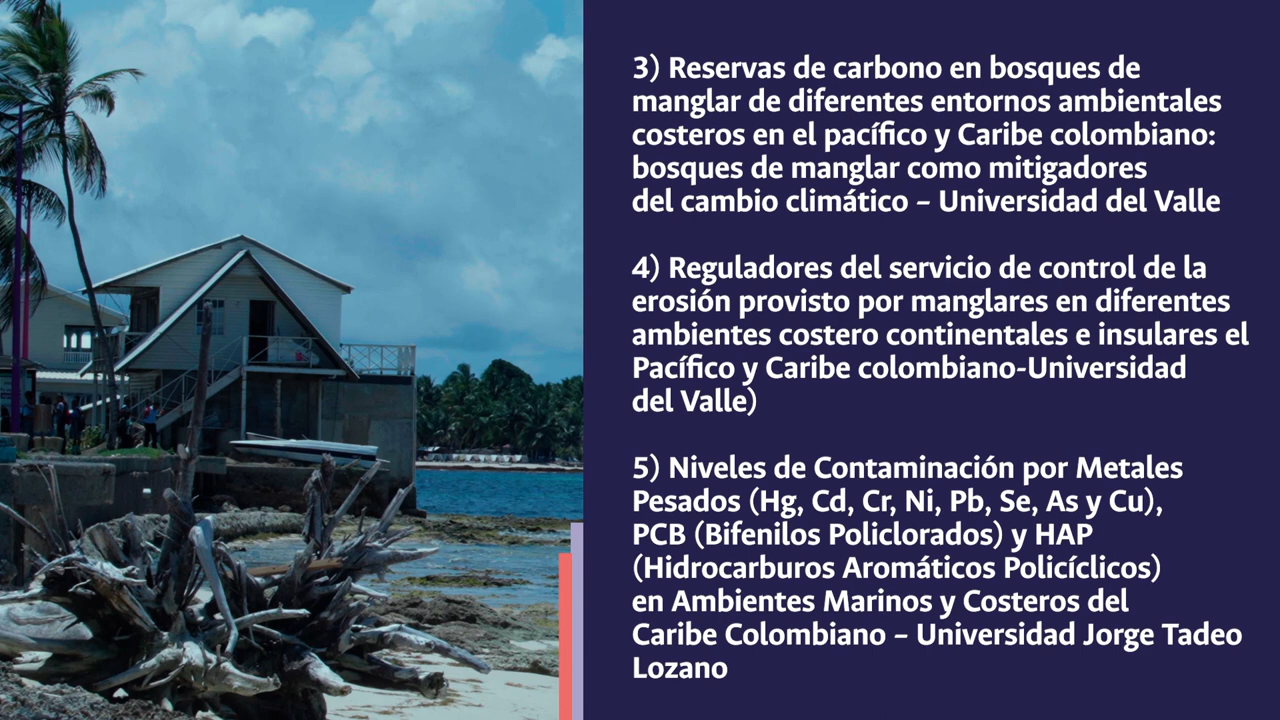 3) Reservas de carbono en bosques de
manglar de diferentes entornos ambientales
costeros en el pacífico y Caribe colombiano:
bosques de manglar como mitigadores
del cambio climático – Universidad del Valle
4) Reguladores del servicio de control de la
erosión provisto por manglares en diferentes
ambientes costero continentales e insulares el
Pacífico y Caribe colombiano-Universidad
del Valle)
5) Niveles de Contaminación por Metales
Pesados (Hg, Cd, Cr, Ni, Pb, Se, As y Cu),
PCB (Bifenilos Policlorados) y HAP
(Hidrocarburos Aromáticos Policíclicos)
en Ambientes Marinos y Costeros del
Caribe Colombiano – Universidad Jorge Tadeo
Lozano